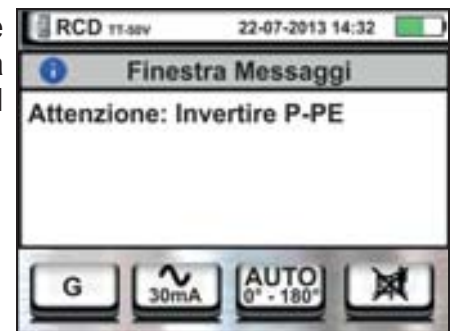 RCD TT-50V 22-07-2013 14:32
Finestra Messaggi
Attenzione: Invertire P-PE
G 30mA AUTO 0° - 180°